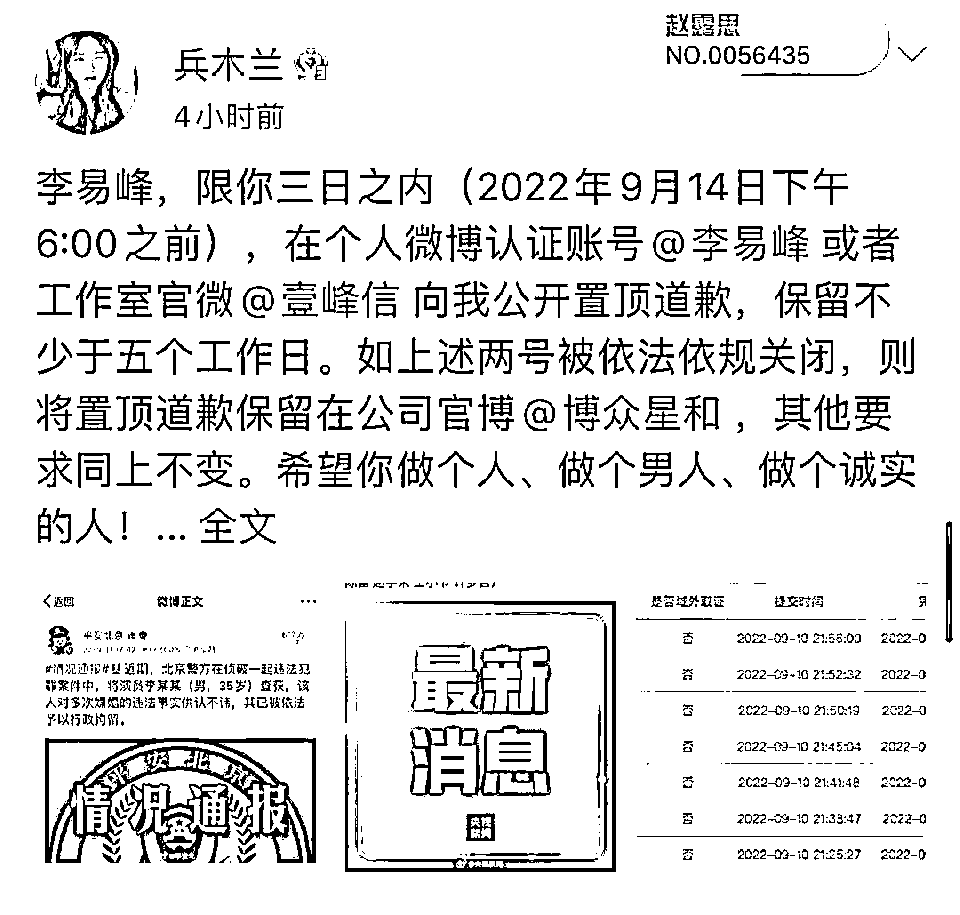 赵露思
NO.0056435
兵木兰
4小时前
李易峰，限你三日之内（2022年9月14日下午
6:00之前），在个人微博认证账号@李易峰 或者
工作室官微@壹峰信 向我公开置顶道歉，保留不
少于五个工作日。如上述两号被依法依规关闭，则
将置顶道歉保留在公司官博@博众星和 ，其他要
求同上不变。希望你做个人、做个男人、做个诚实
的人！... 全文
返回 微博正文 ...
平安北京
近期，北京警方在侦破一起违法犯
罪案件中，将演员李某某（男，35岁）查获，该
人对多次嫖娼的违法事实供认不讳，其已被依法
予以行政拘留。
平安北京
情况通报
最新
消息
是否域外取证 提交时间
否 2022-09-10 21:56:00 2022-0
否 2022-09-10 21:52:32 2022-0
否 2022-09-10 21:50:19 2022-0
否 2022-09-10 21:45:04 2022-0
否 2022-09-10 21:41:48 2022-0
否 2022-09-10 21:38:47 2022-0
否 2022-09-10 21:25:27 2022-0